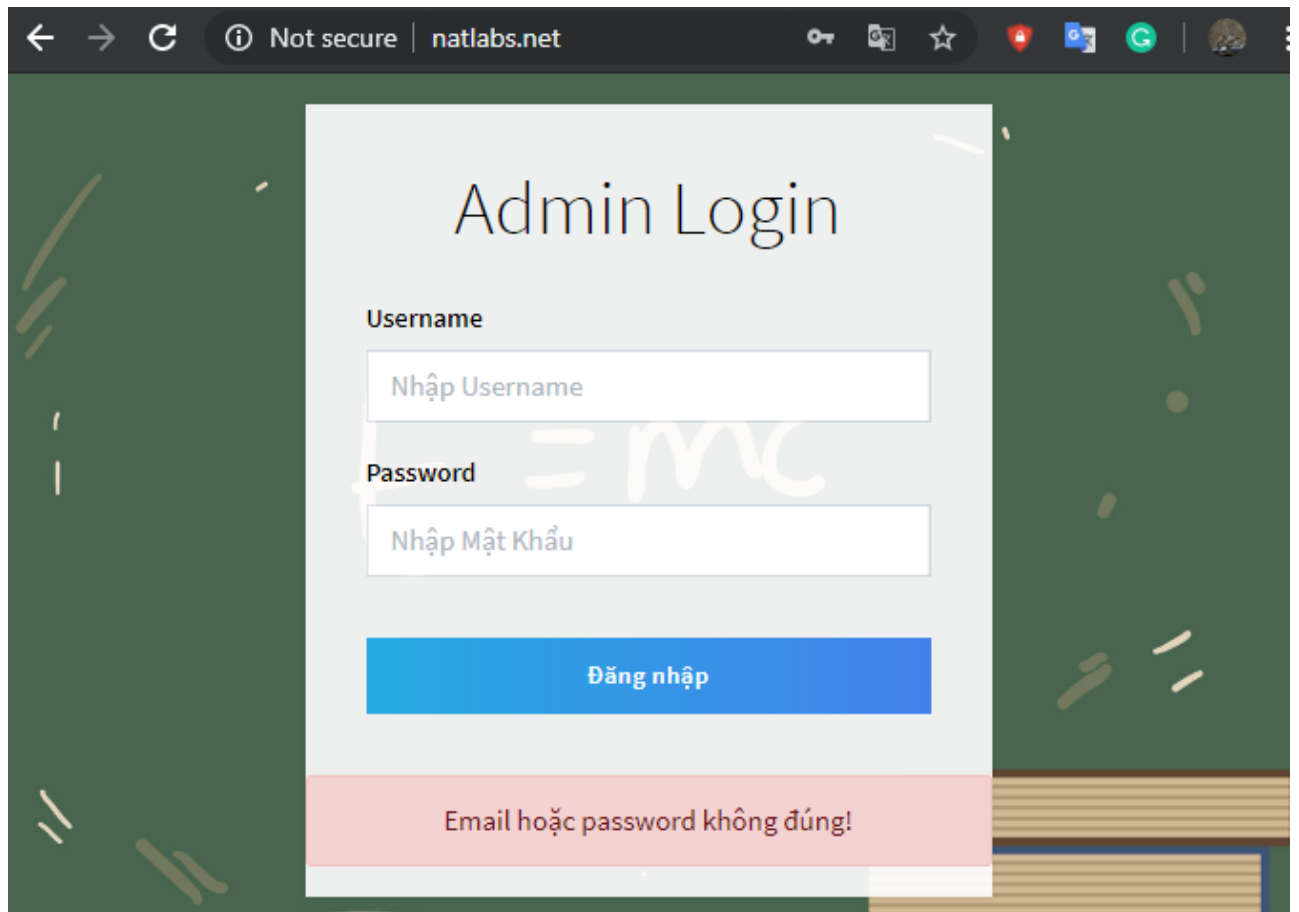 Not secure
natlabs.net
Admin Login
Username
Nhập Username
=mc
Password
Nhập Mật Khẩu
Đăng nhập
Email hoặc password không đúng!